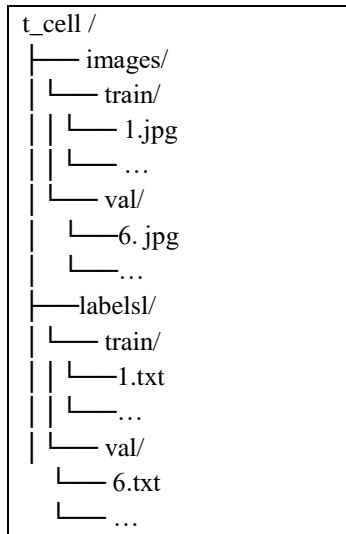 t_cell /
├── images/
│ └── train/
│ │ └── 1.jpg
│ │ └── …
│ └── val/
│ └──6. jpg
│ └──…
├──labelsl/
│ └── train/
│ │ └──1.txt
│ │ └──…
│ └── val/
└── 6.txt
└── …